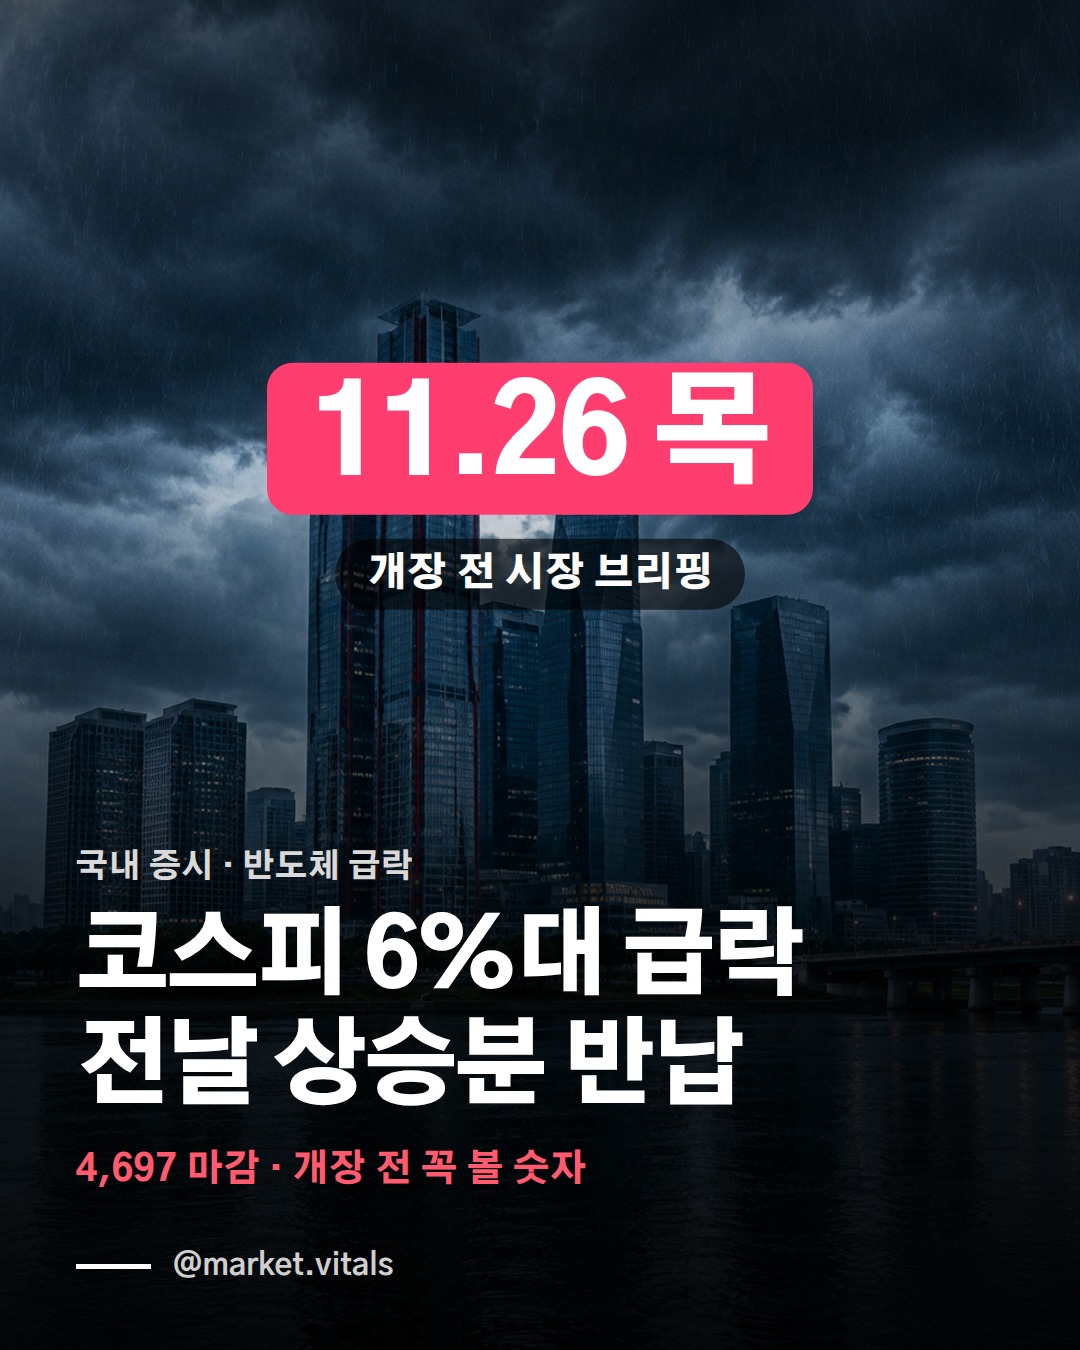 11.26 목
개장 전 시장 브리핑
국내 증시 · 반도체 급락
코스피 6%대 급락
전날 상승분 반납
4,697 마감 · 개장 전 꼭 볼 숫자
@market.vitals